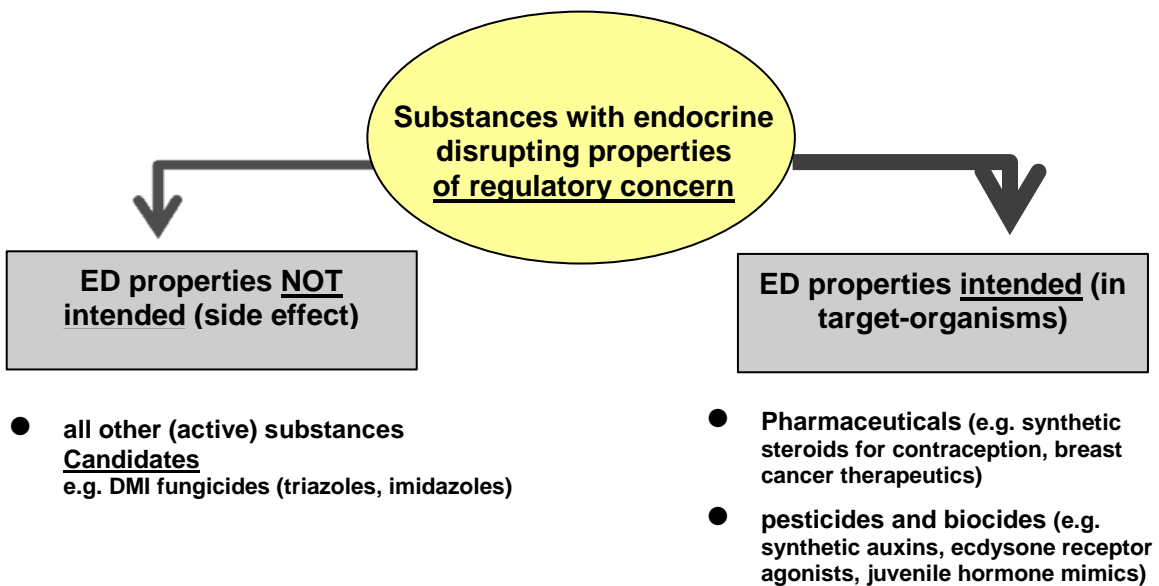 Substances with endocrine
disrupting properties
of regulatory concern
ED properties NOT
intended (side effect)
ED properties intended (in
target-organisms)
● all other (active) substances
Candidates
e.g. DMI fungicides (triazoles, imidazoles)
● Pharmaceuticals (e.g. synthetic
steroids for contraception, breast
cancer therapeutics)
● pesticides and biocides (e.g.
synthetic auxins, ecdysone receptor
agonists, juvenile hormone mimics)